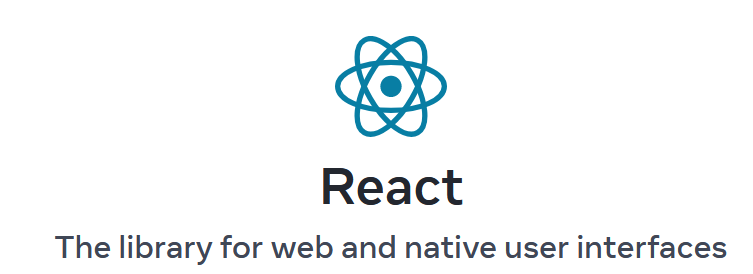 React
The library for web and native user interfaces